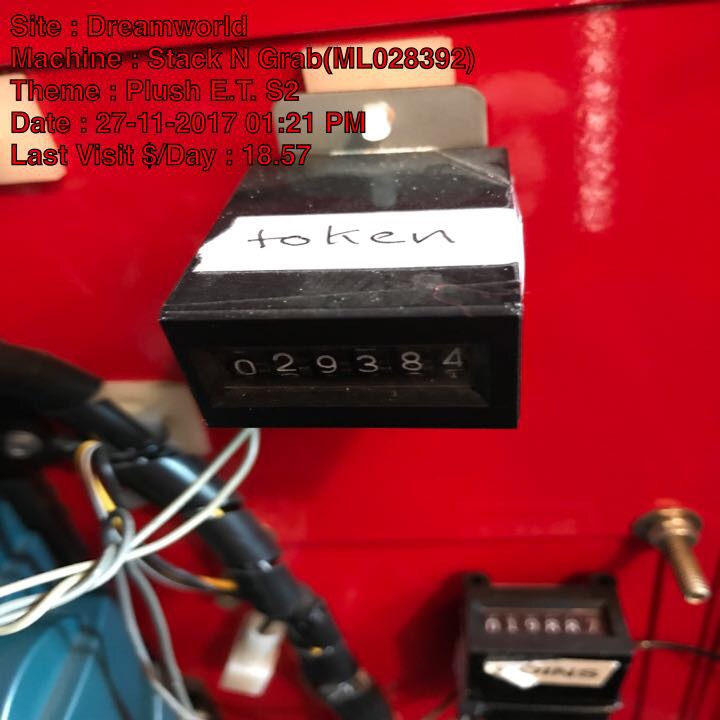 Site : Dreamworld
Machine : Stack N Grab(ML028392)
Theme : Plush E.T. S2
Date : 27-11-2017 01:21 PM
Last Visit $/Day : 18.57
token
029384